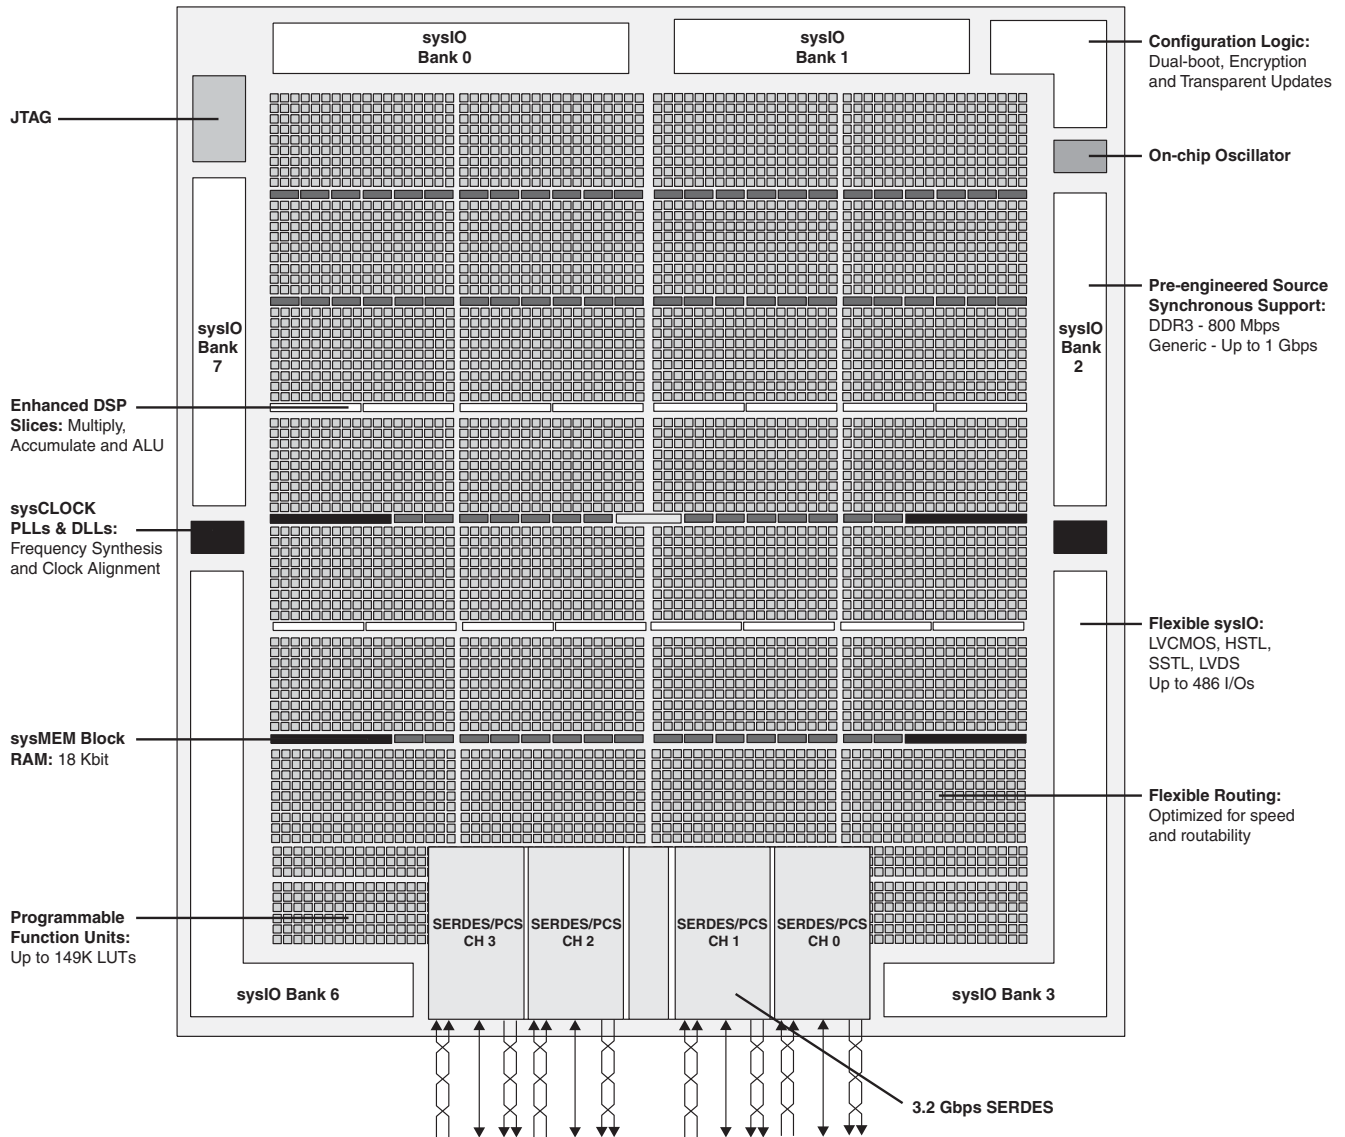 sysIO
Bank 0
sysIO
Bank 1
Configuration Logic:
Dual-boot, Encryption
and Transparent Updates
JTAG
On-chip Oscillator
sysIO
Bank
7
sysIO
Bank
2
Pre-engineered Source
Synchronous Support:
DDR3 - 800 Mbps
Generic - Up to 1 Gbps
Enhanced DSP
Slices: Multiply,
Accumulate and ALU
sysCLOCK
PLLs & DLLs:
Frequency Synthesis
and Clock Alignment
Flexible sysIO:
LVCMOS, HSTL,
SSTL, LVDS
Up to 486 I/Os
sysMEM Block
RAM: 18 Kbit
Flexible Routing:
Optimized for speed
and routability
Programmable
Function Units:
Up to 149K LUTs
SERDES/PCS
CH 3
SERDES/PCS
CH 2
SERDES/PCS
CH 1
SERDES/PCS
CH 0
sysIO Bank 6
sysIO Bank 3
3.2 Gbps SERDES